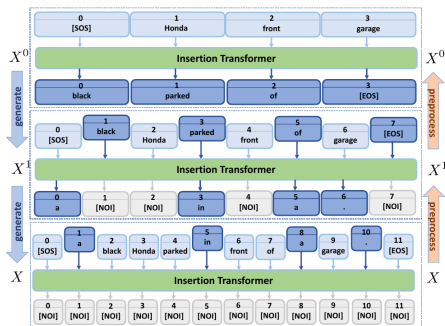 0 1 2 3
[SOS] Honda front garage
X⁰ Insertion Transformer X⁰
0 1 2 3
black parked of [EOS]
generate preprocess
0 1 2 3 4 5 6 7
[SOS] black Honda parked front of garage [EOS]
X¹ Insertion Transformer X¹
0 1 2 3 4 5 6 7
a [NOI] [NOI] in [NOI] a . [NOI]
generate preprocess
0 1 2 3 4 5 6 7 8 9 10 11
[SOS] a black Honda parked in front of a garage . [EOS]
X Insertion Transformer X
0 1 2 3 4 5 6 7 8 9 10 11
[NOI] [NOI] [NOI] [NOI] [NOI] [NOI] [NOI] [NOI] [NOI] [NOI] [NOI] [NOI]